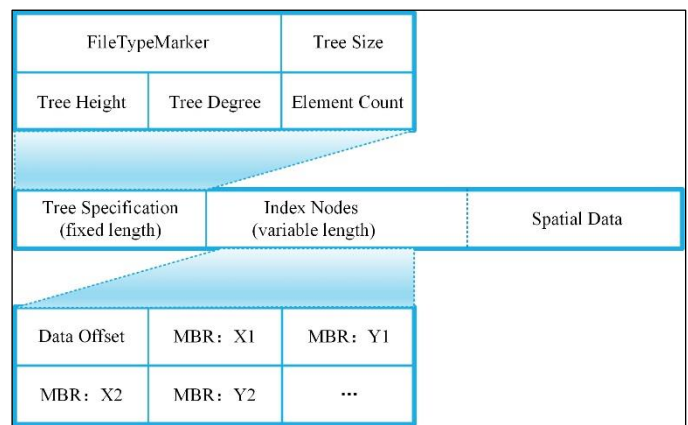 FileTypeMarker Tree Size
Tree Height Tree Degree Element Count
Tree Specification Index Nodes Spatial Data
(fixed length) (variable length)
Data Offset MBR：X1 MBR：Y1
MBR：X2 MBR：Y2 ...